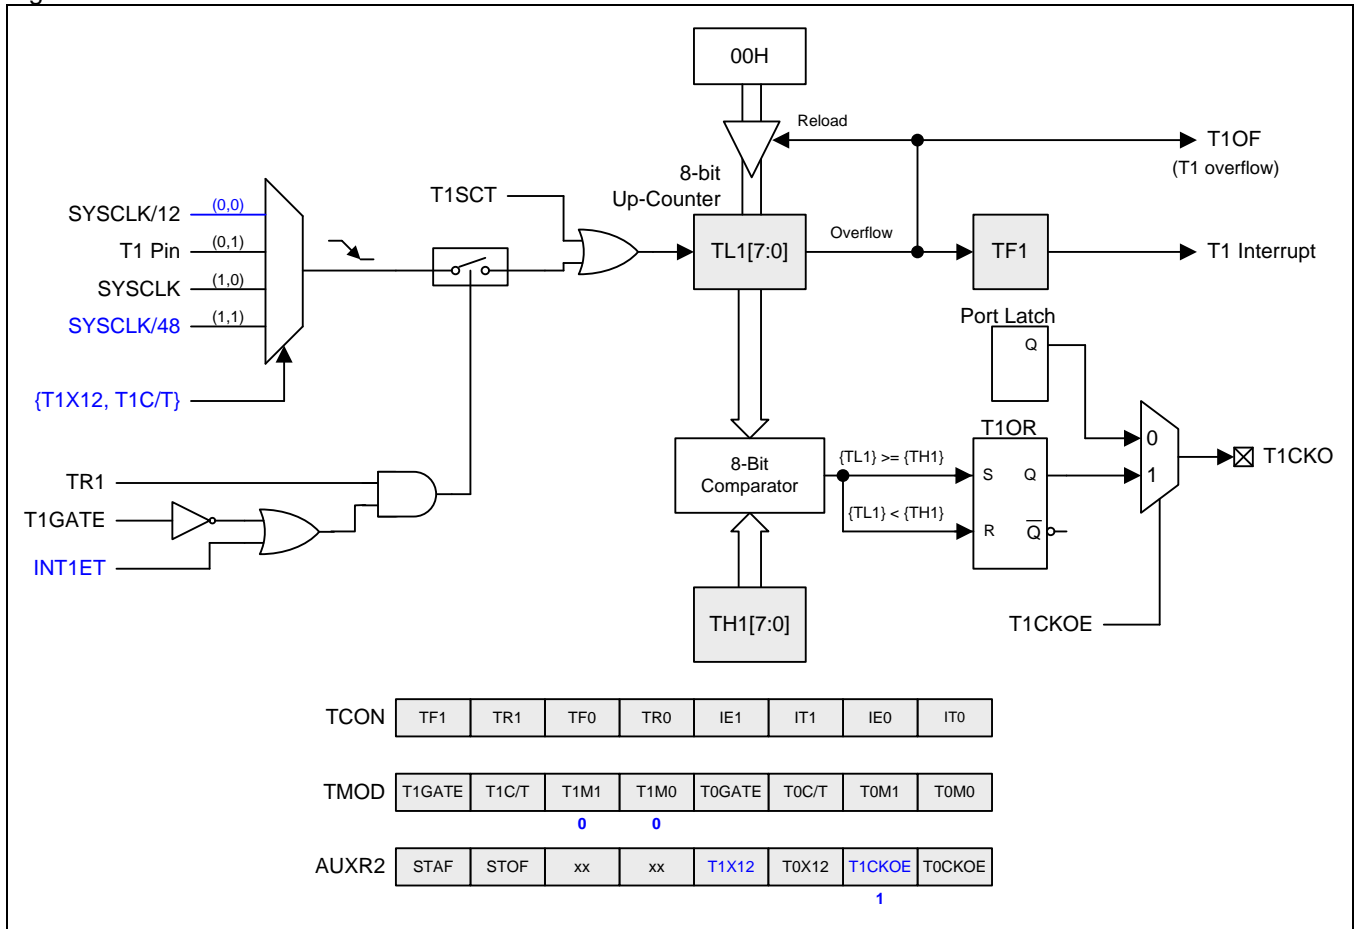 00H
Reload
T1OF
(T1 overflow)
8-bit
Up-Counter
T1SCT
SYSCLK/12
(0,0)
T1 Pin
(0,1)
SYSCLK
(1,0)
SYSCLK/48
(1,1)
TL1[7:0]
Overflow
TF1
T1 Interrupt
Port Latch
Q
{T1X12, T1C/T}
T1OR
0
1
T1CKO
8-Bit
Comparator
{TL1} >= {TH1}
{TL1} < {TH1}
S
Q
R
Q
TR1
T1GATE
INT1ET
TH1[7:0]
T1CKOE
TCON TF1 TR1 TF0 TR0 IE1 IT1 IE0 IT0
TMOD T1GATE T1C/T T1M1 T1M0 T0GATE T0C/T T0M1 T0M0
0 0
AUXR2 STAF STOF xx xx T1X12 T0X12 T1CKOE T0CKOE
1